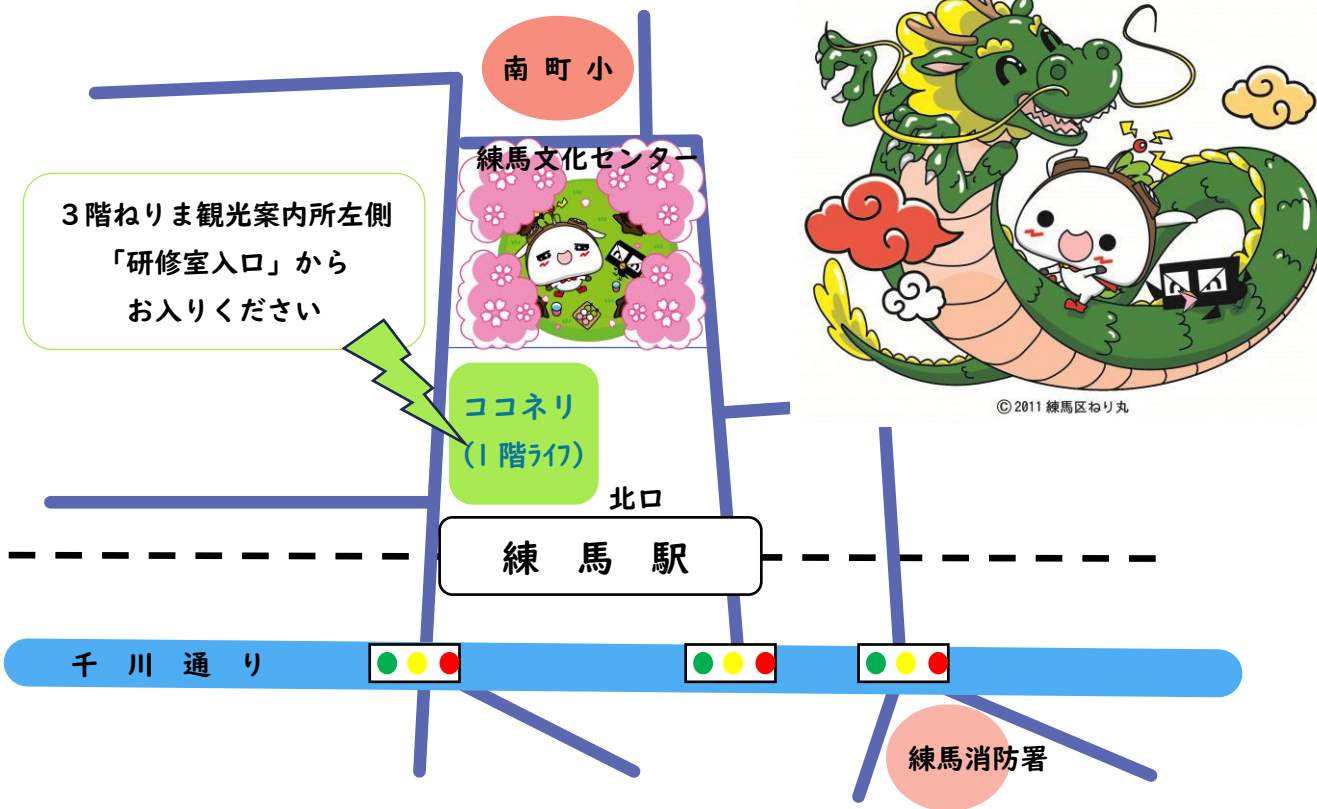 南町小
練馬文化センター
3階ねりま観光案内所左側
「研修室入口」から
お入りください
© 2011 練馬区ねり丸
ココネリ
(1階ﾗｲﾌ)
北口
練馬駅
千川通り
練馬消防署